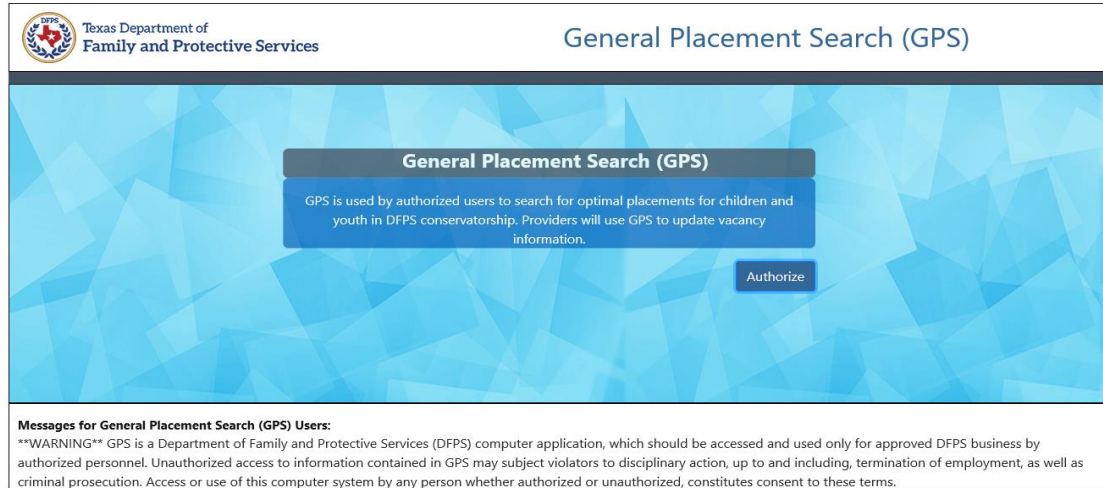 DFPS
Texas Department of
Family and Protective Services
General Placement Search (GPS)
General Placement Search (GPS)
GPS is used by authorized users to search for optimal placements for children and
youth in DFPS conservatorship. Providers will use GPS to update vacancy
information.
Authorize
Messages for General Placement Search (GPS) Users:
**WARNING** GPS is a Department of Family and Protective Services (DFPS) computer application, which should be accessed and used only for approved DFPS business by
authorized personnel. Unauthorized access to information contained in GPS may subject violators to disciplinary action, up to and including, termination of employment, as well as
criminal prosecution. Access or use of this computer system by any person whether authorized or unauthorized, constitutes consent to these terms.